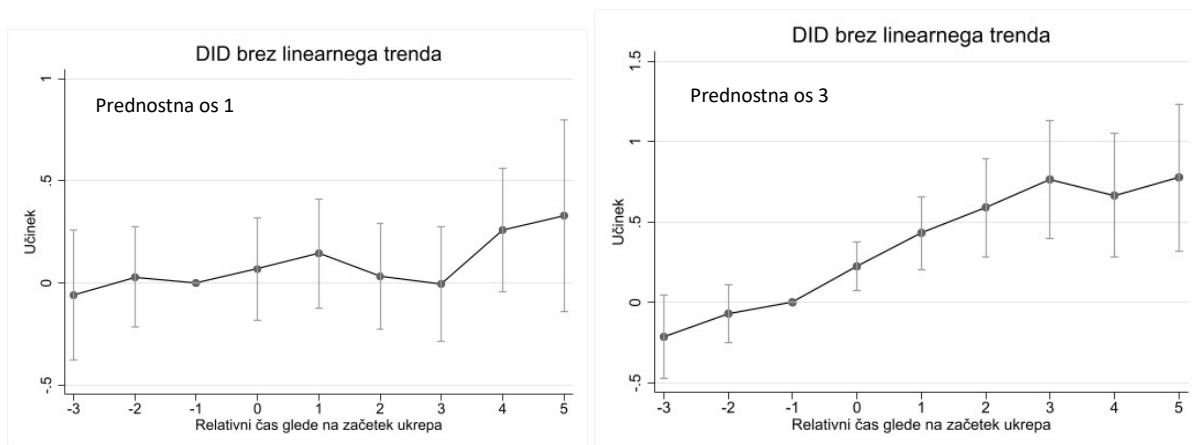 DID brez linearnega trenda
Prednostna os 1
1
.5
0
-.5
Učinek
-3 -2 -1 0 1 2 3 4 5
Relativni čas glede na začetek ukrepa
DID brez linearnega trenda
Prednostna os 3
1.5
1
.5
0
-.5
Učinek
-3 -2 -1 0 1 2 3 4 5
Relativni čas glede na začetek ukrepa